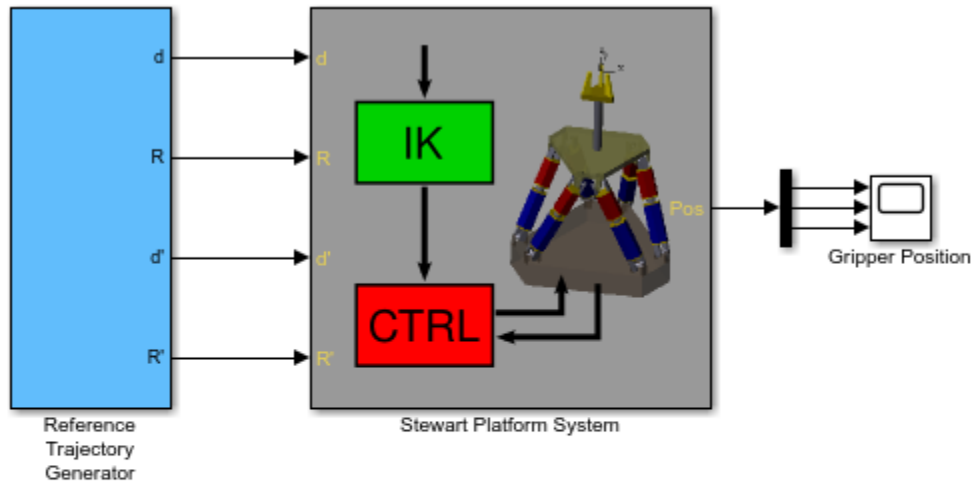 d
d
R
R
d'
d'
R'
R'
IK
CTRL
x
Pos
Gripper Position
Reference
Trajectory
Generator
Stewart Platform System